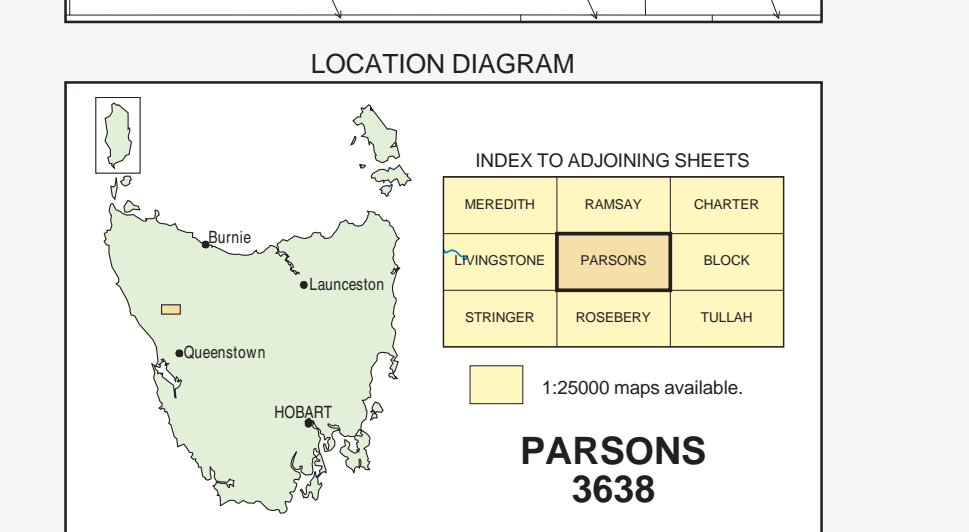 LOCATION DIAGRAM
Burnie
Launceston
Queenstown
HOBART
INDEX TO ADJOINING SHEETS
MEREDITH RAMSAY CHARTER
LIVINGSTONE PARSONS BLOCK
STRINGER ROSEBERY TULLAH
1:25000 maps available.
PARSONS
3638